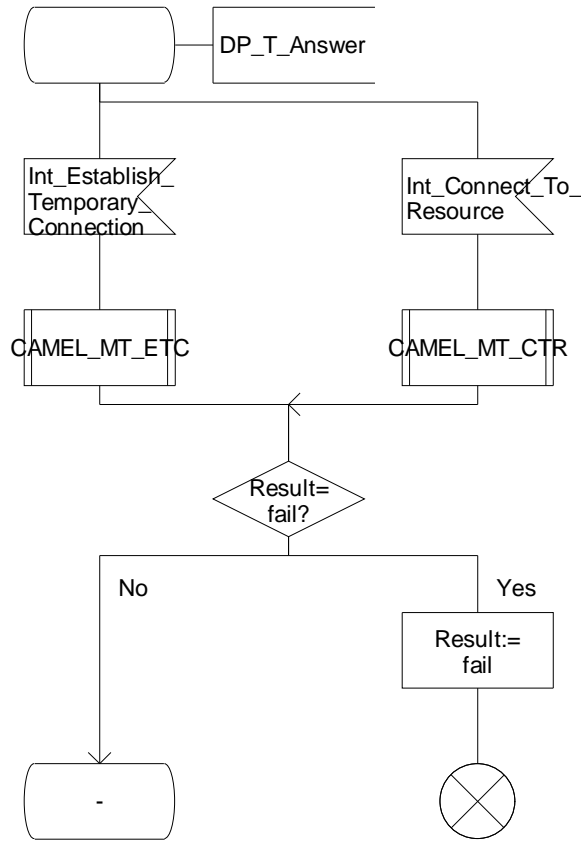 DP_T_Answer
Int_Establish_
Temporary_
Connection
Int_Connect_To_
Resource
CAMEL_MT_ETC
CAMEL_MT_CTR
Result=
fail?
No
Yes
Result:=
fail
-